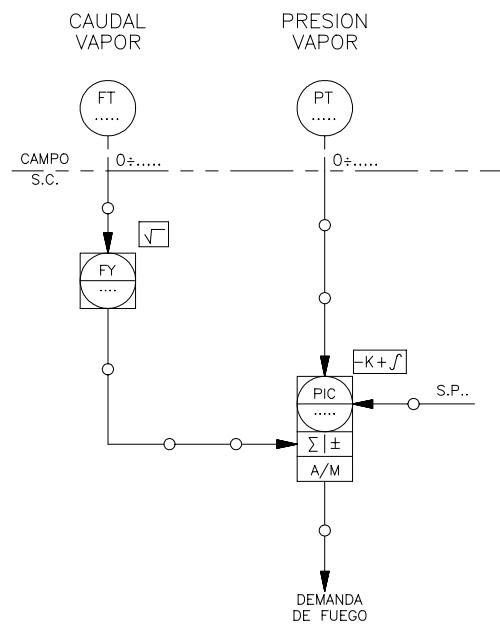 CAUDAL
VAPOR
PRESION
VAPOR
FT
.....
PT
.....
CAMPO
S.C.
0÷.....
0÷.....
√
FY
....
-K+∫
PIC
.....
S.P..
∑|±
A/M
DEMANDA
DE FUEGO